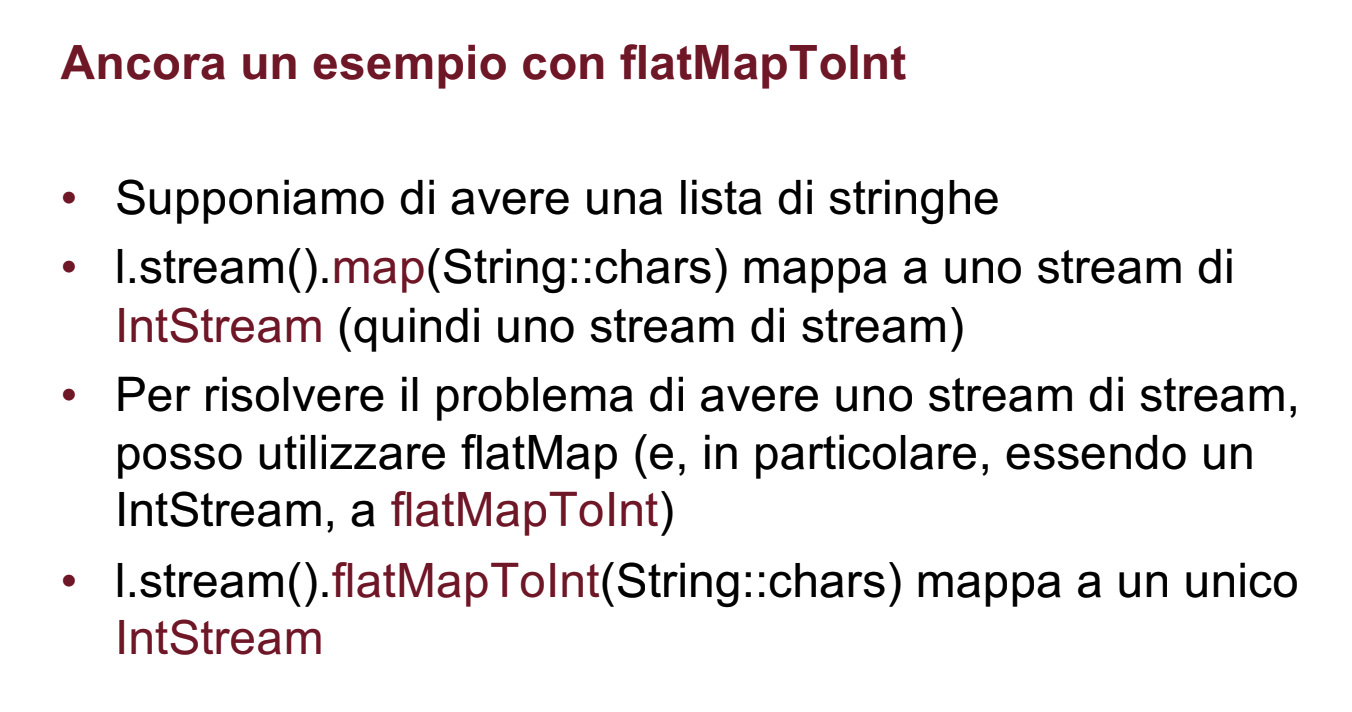 Ancora un esempio con flatMapToInt
• Supponiamo di avere una lista di stringhe
• l.stream().map(String::chars) mappa a uno stream di
IntStream (quindi uno stream di stream)
• Per risolvere il problema di avere uno stream di stream,
posso utilizzare flatMap (e, in particolare, essendo un
IntStream, a flatMapToInt)
• l.stream().flatMapToInt(String::chars) mappa a un unico
IntStream